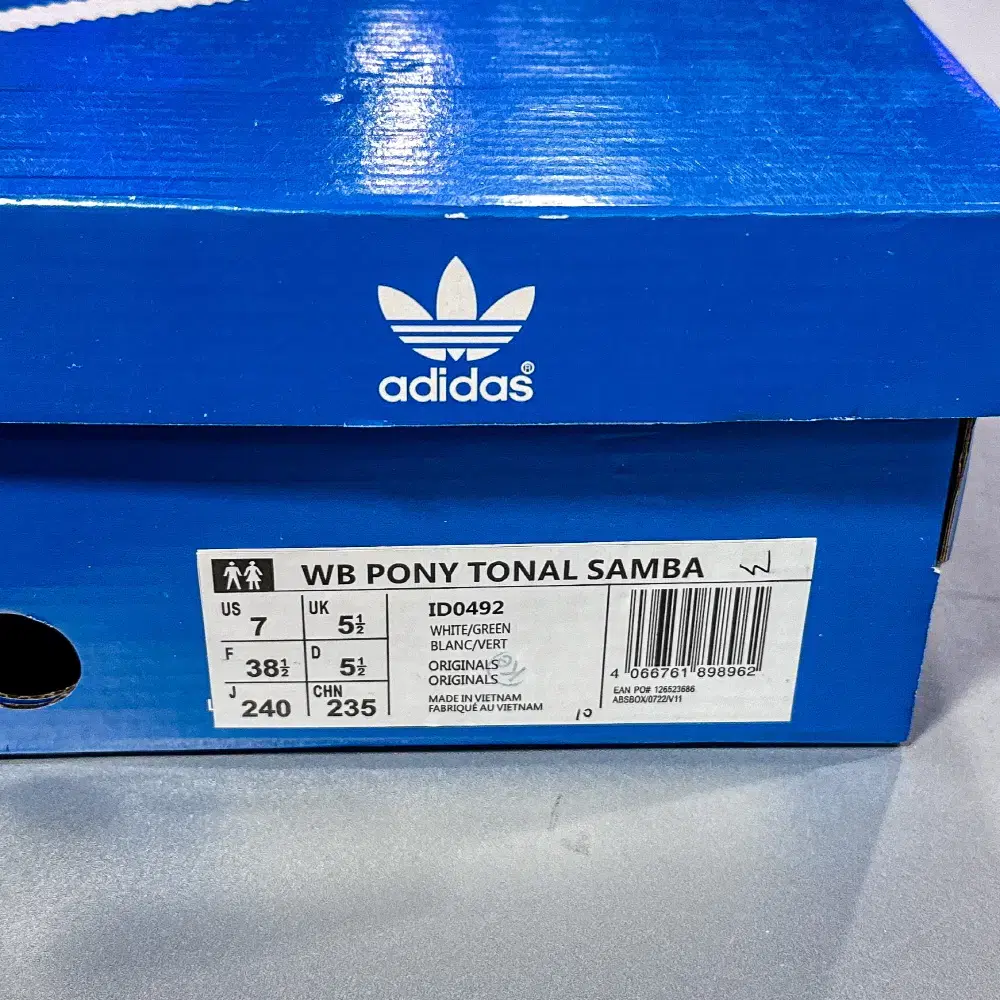 adidas®
WB PONY TONAL SAMBA
US 7 UK 5½
F 38½ D 5½
J 240 CHN 235
ID0492
WHITE/GREEN
BLANC/VERT
ORIGINALS
ORIGINALS
MADE IN VIETNAM
FABRIQUÉ AU VIETNAM
4 066761 898962
EAN PO# 126523686
ABSBOX/0722/V11